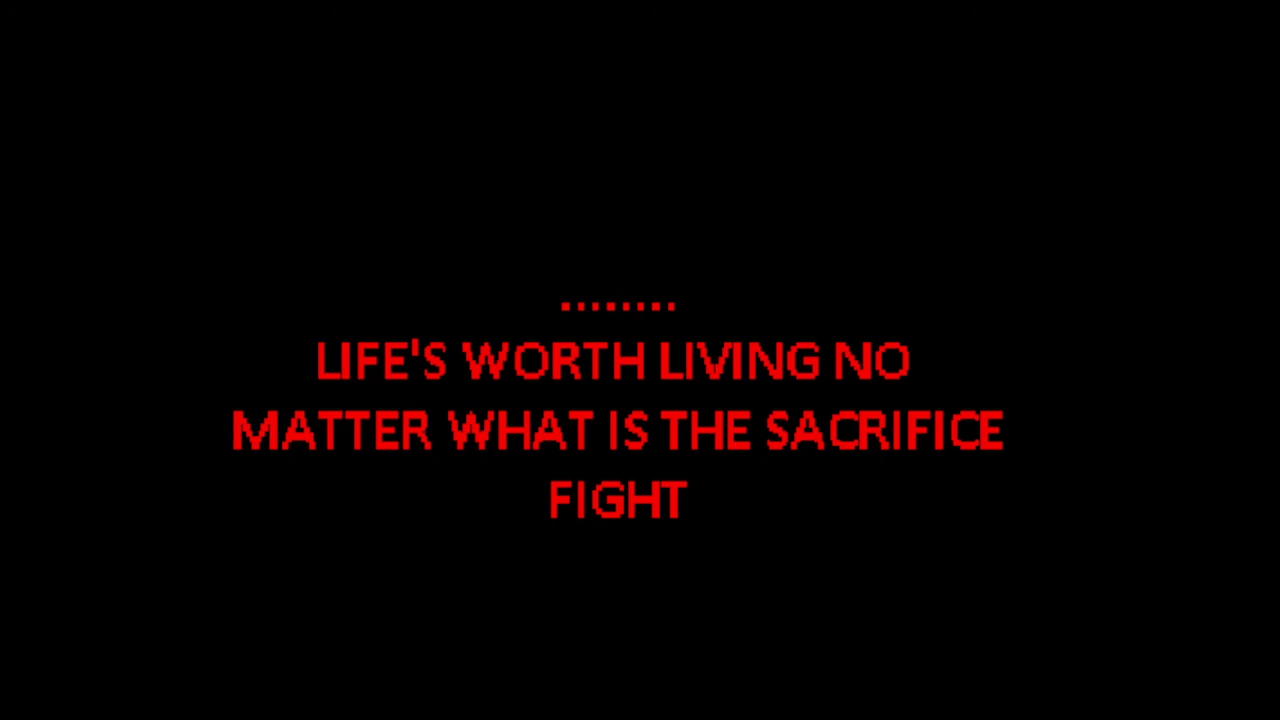 ........
LIFE'S WORTH LIVING NO
MATTER WHAT IS THE SACRIFICE
FIGHT